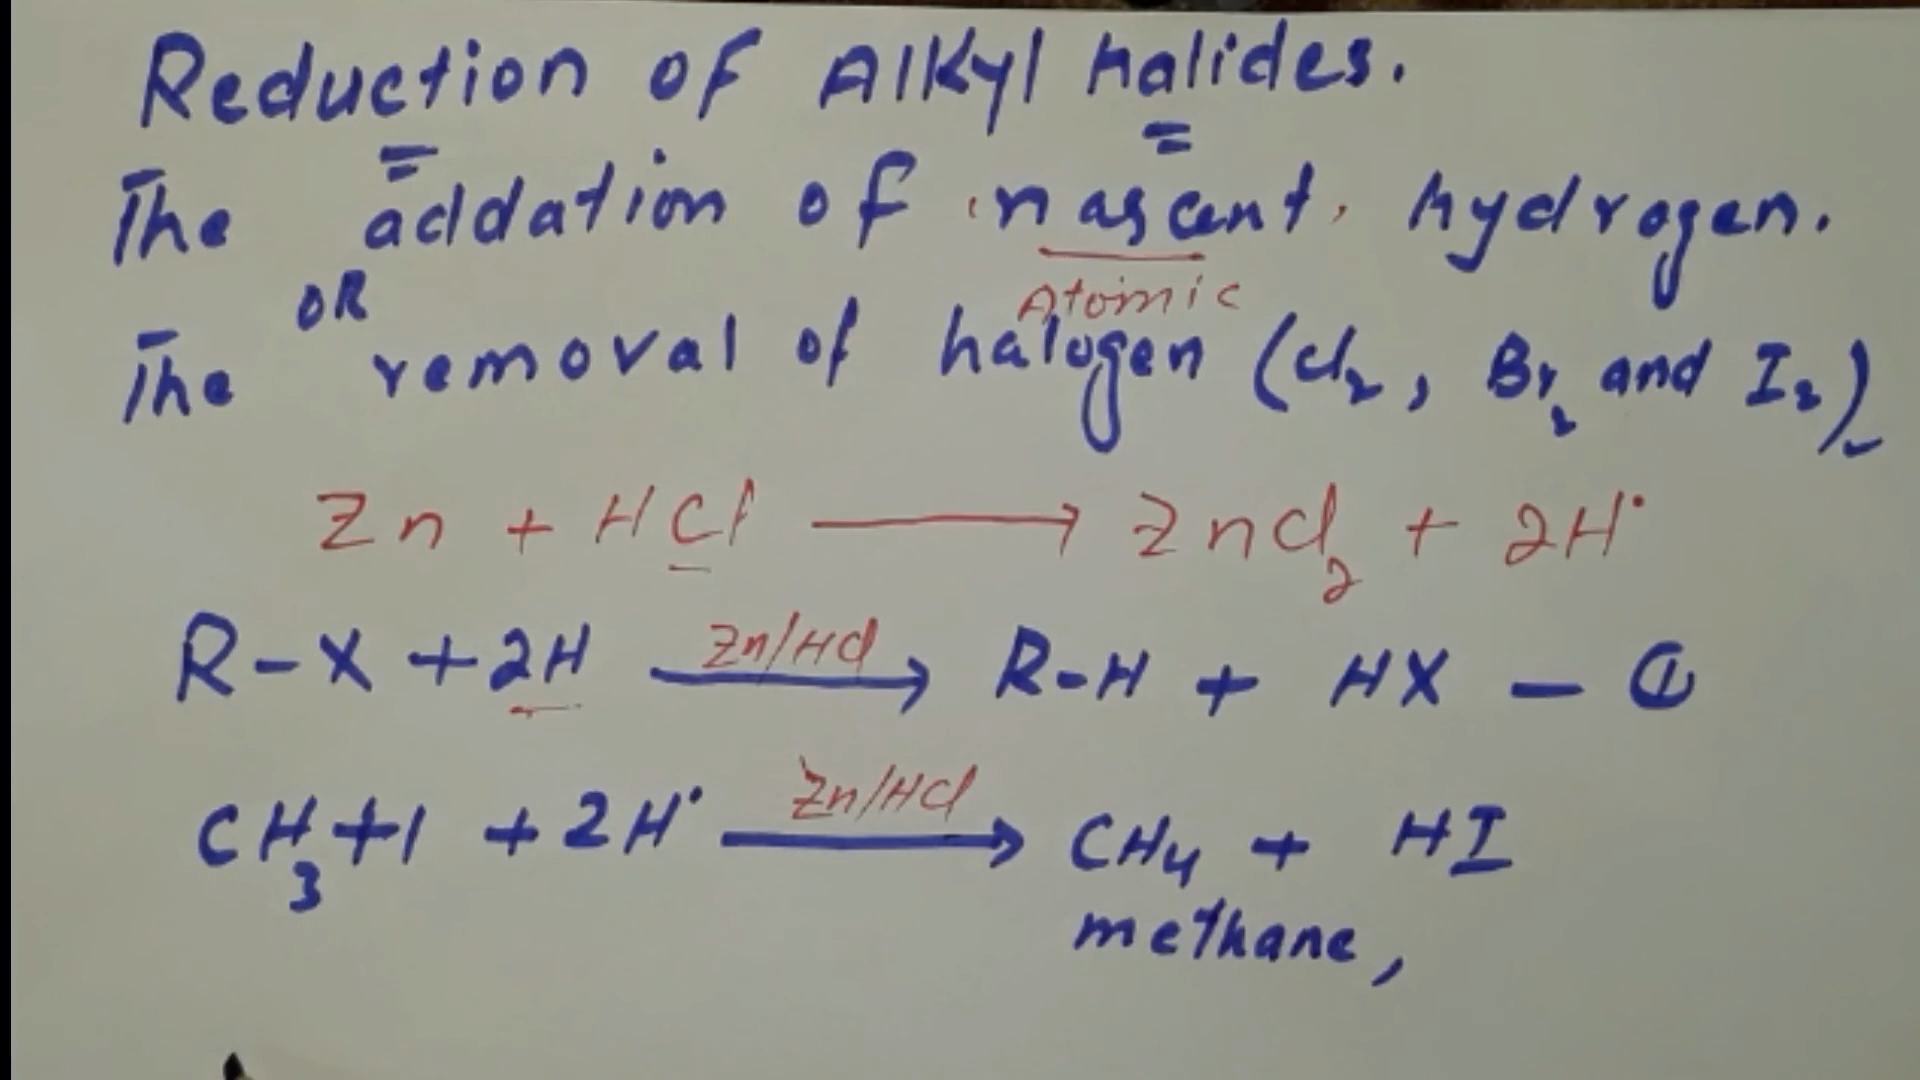 Reduction of Alkyl halides.
The addation of nascent hydrogen.
Atomic
OR
The removal of halogen (Cl₂, Br₂ and I₂)
Zn + HCl ⟶ ZnCl₂ + 2H·
R-X + 2H Zn/HCl ⟶ R-H + HX — ①
CH₃+I + 2H· Zn/HCl ⟶ CH₄ + HI
methane,